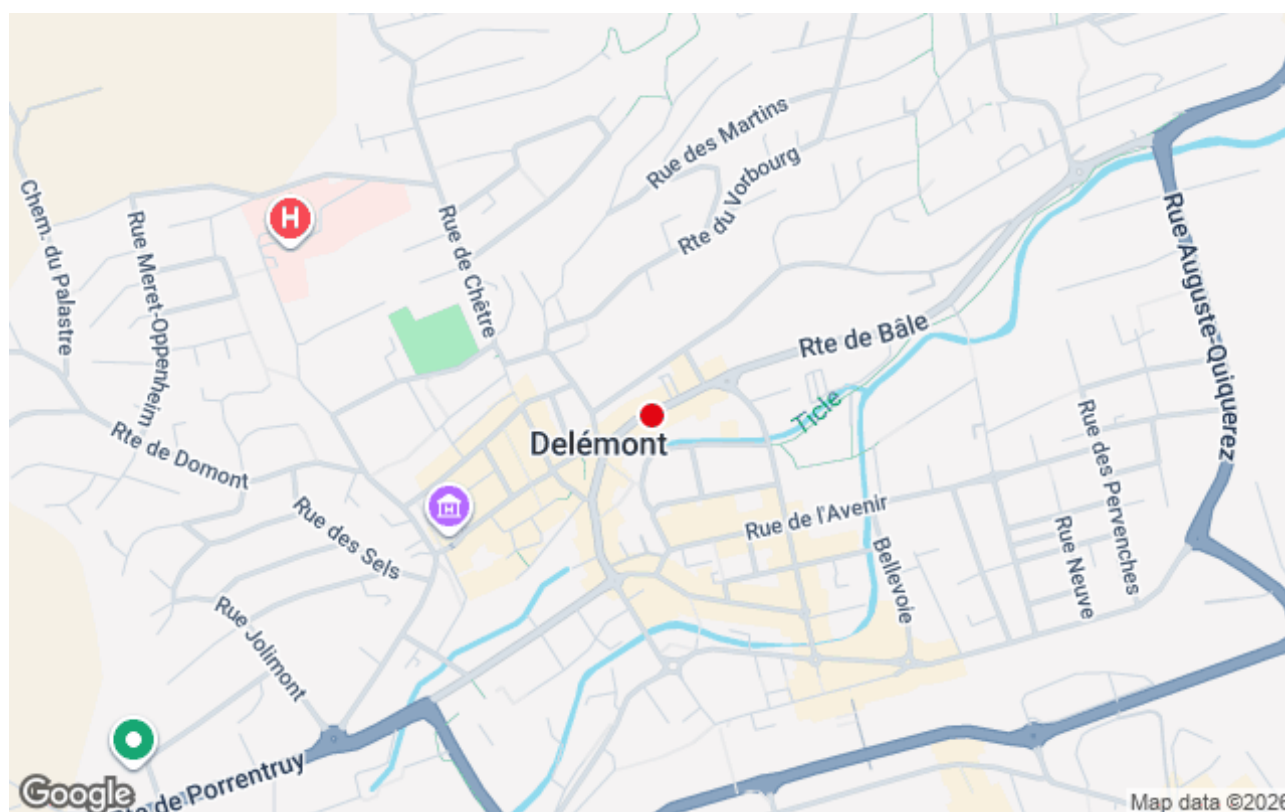 Rue des Martins
Rte du Vorbourg
Chem. du Palastre
Rue Meret-Oppenheim
H
Rue de Chêtre
Rue Auguste-Quiquerez
Rte de Bâle
Ticle
Delémont
Rte de Domont
Rue des Sels
Rue de l'Avenir
Bellevoie
Rue des Pervenches
Rue Neuve
Rue Jolimont
de Porrentruy
Google
Map data ©2026